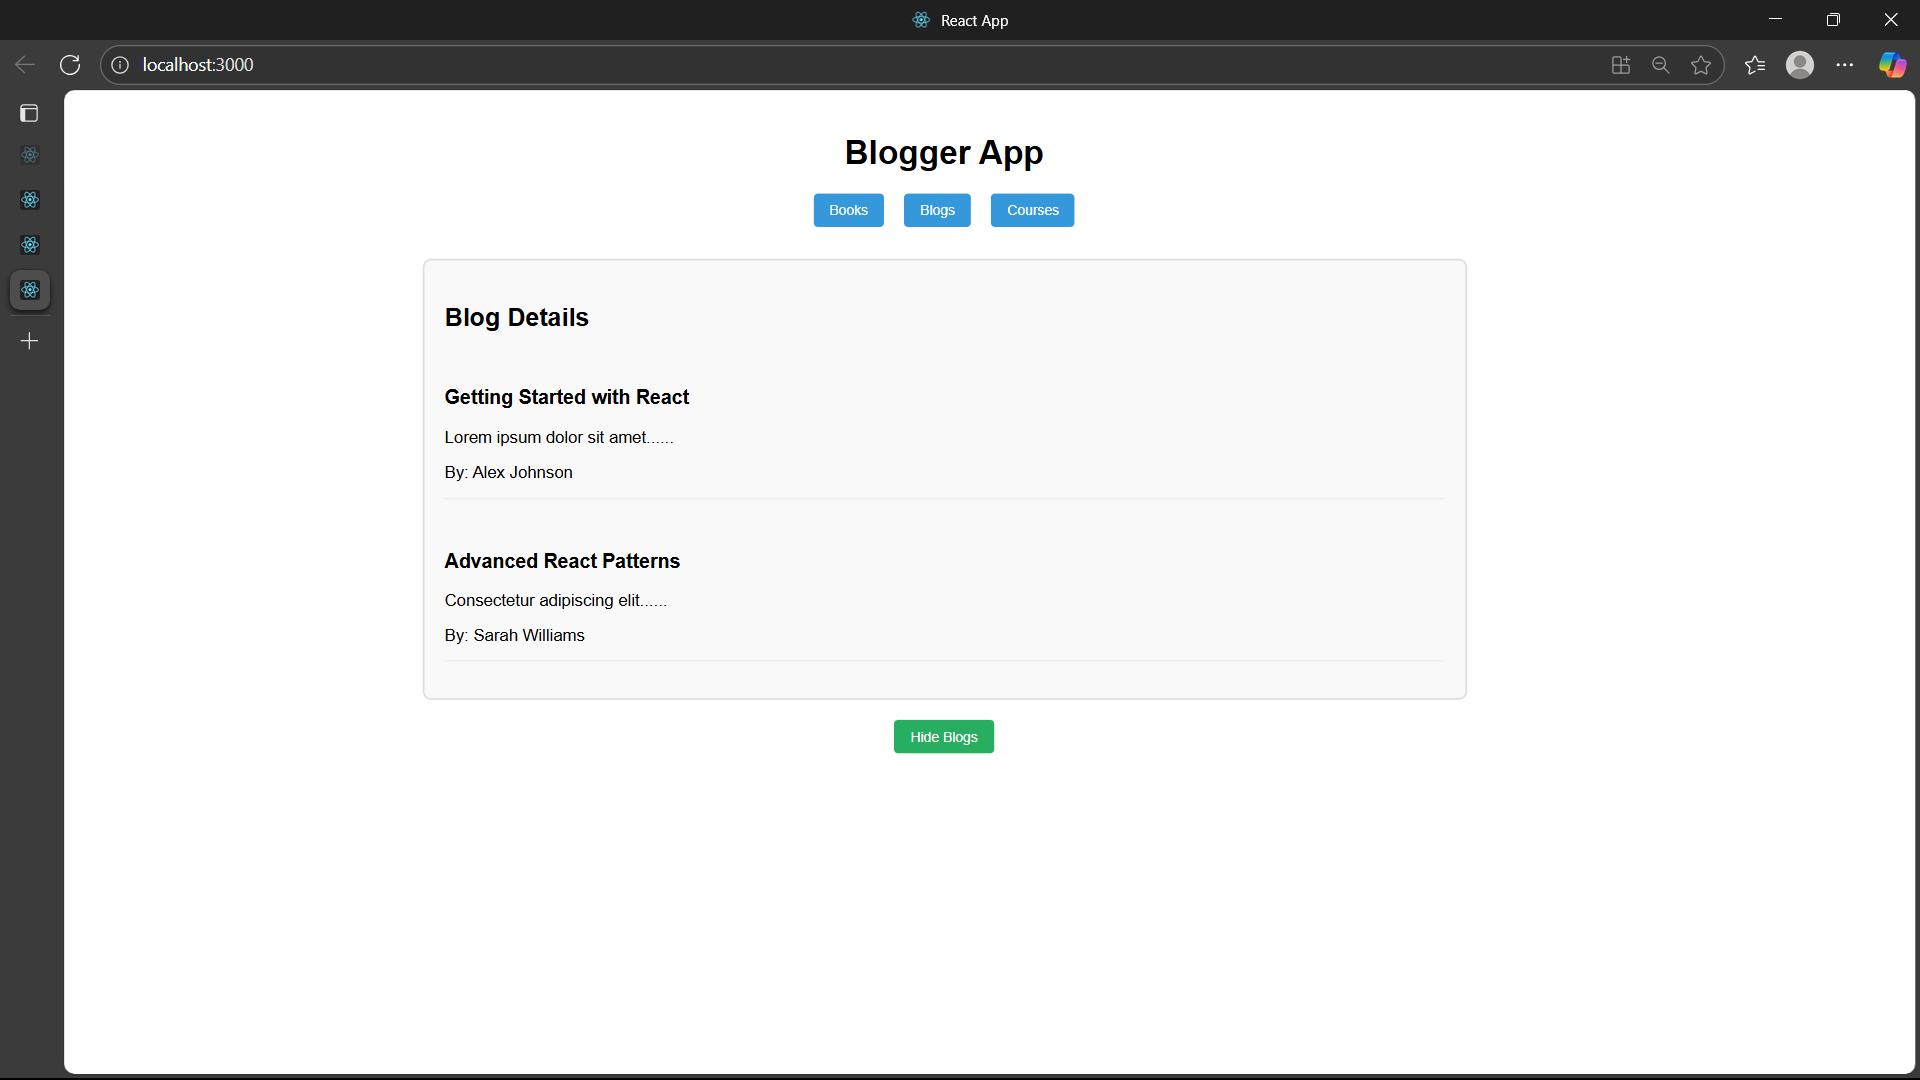 React App
localhost:3000
Blogger App
Books Blogs Courses
Blog Details
Getting Started with React
Lorem ipsum dolor sit amet......
By: Alex Johnson
Advanced React Patterns
Consectetur adipiscing elit......
By: Sarah Williams
Hide Blogs